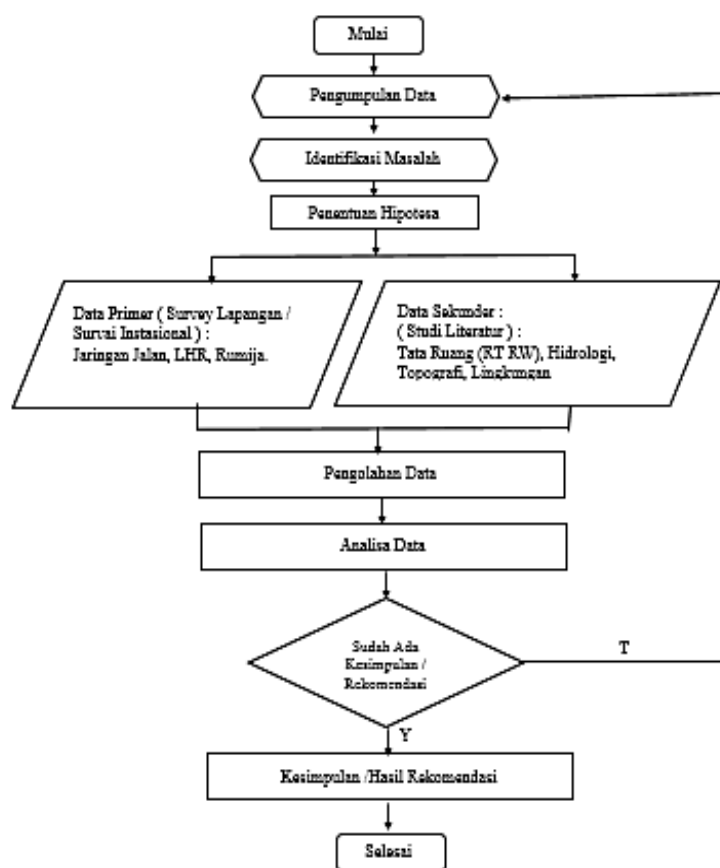 Mulai
Pengumpulan Data
Identifikasi Masalah
Penentuan Hipotesa
Data Primer ( Survey Lapangan /
Survai Instasional ) :
Jaringan Jalan, LHR, Rumija.
Data Sekunder :
( Studi Literatur ) :
Tata Ruang (RT RW), Hidrologi,
Topografi, Lingkungan
Pengolahan Data
Analisa Data
Sudah Ada
Kesimpulan /
Rekomendasi
T
Y
Kesimpulan /Hasil Rekomendasi
Selesai